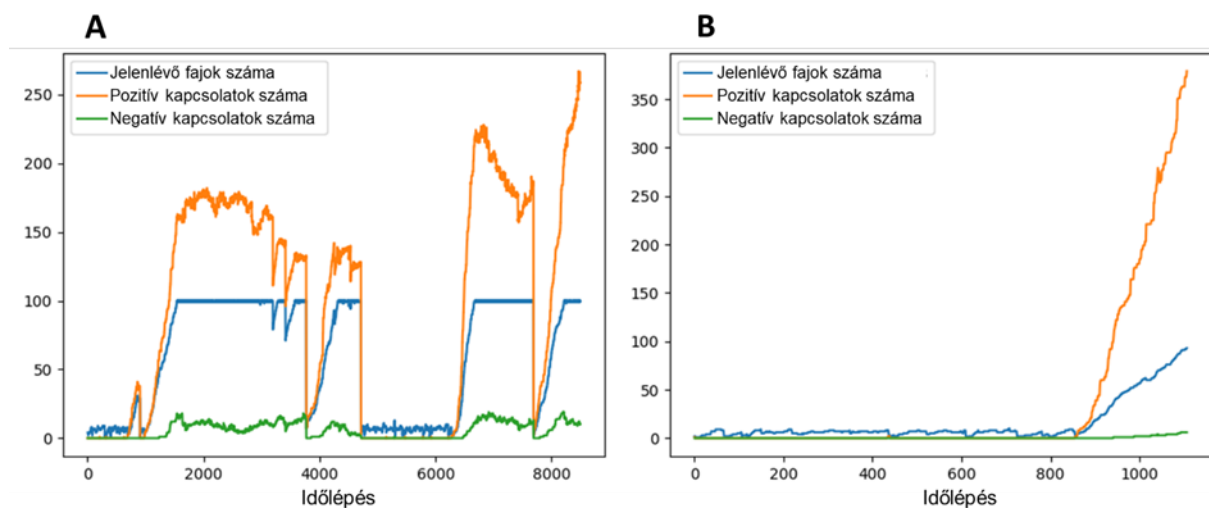 A
B
Jelenlévő fajok száma
Pozitív kapcsolatok száma
Negatív kapcsolatok száma
250
200
150
100
50
0
0
2000
4000
6000
8000
Időlépés
Jelenlévő fajok száma
Pozitív kapcsolatok száma
Negatív kapcsolatok száma
350
300
250
200
150
100
50
0
0
200
400
600
800
1000
Időlépés